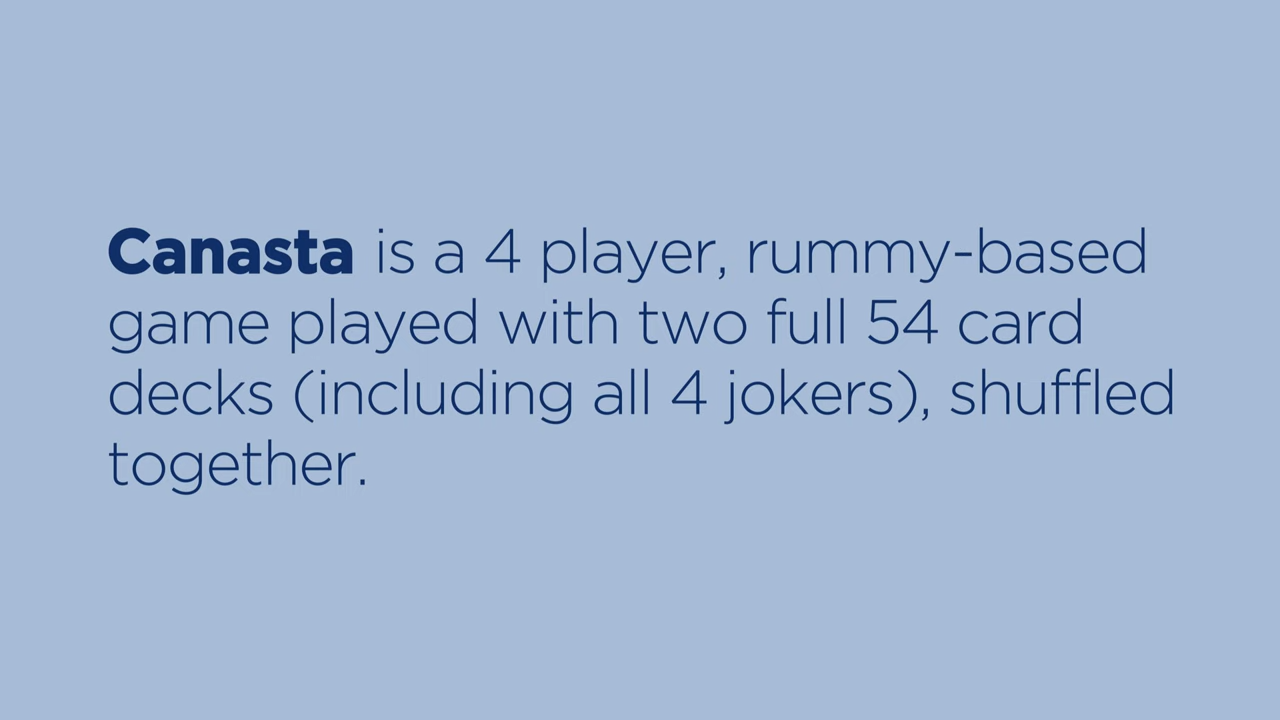 Canasta is a 4 player, rummy-based
game played with two full 54 card
decks (including all 4 jokers), shuffled
together.